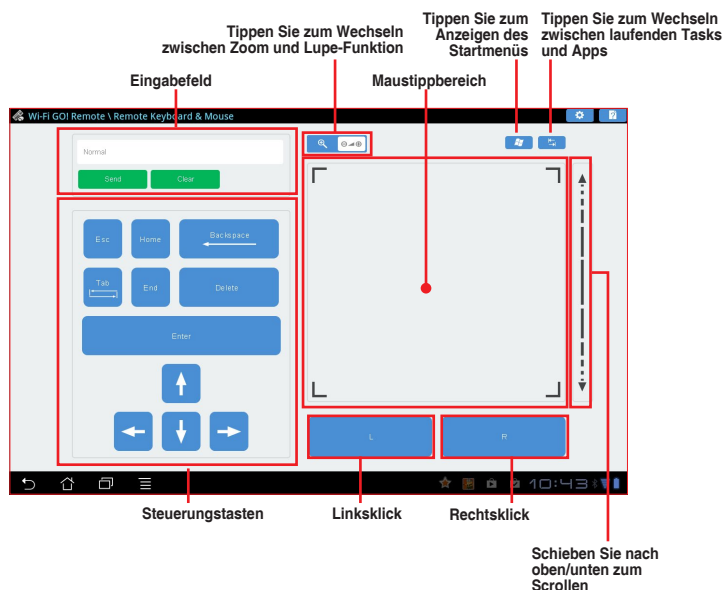 Tippen Sie zum Wechseln
zwischen Zoom und Lupe-Funktion
Tippen Sie zum
Anzeigen des
Startmenüs
Tippen Sie zum Wechseln
zwischen laufenden Tasks
und Apps
Eingabefeld
Maustippbereich
Wi-Fi GO! Remote \ Remote Keyboard & Mouse
Normal
Send
Clear
Esc
Home
Backspace
Tab
End
Delete
Enter
L
R
10:43
Steuerungstasten
Linksklick
Rechtsklick
Schieben Sie nach
oben/unten zum
Scrollen